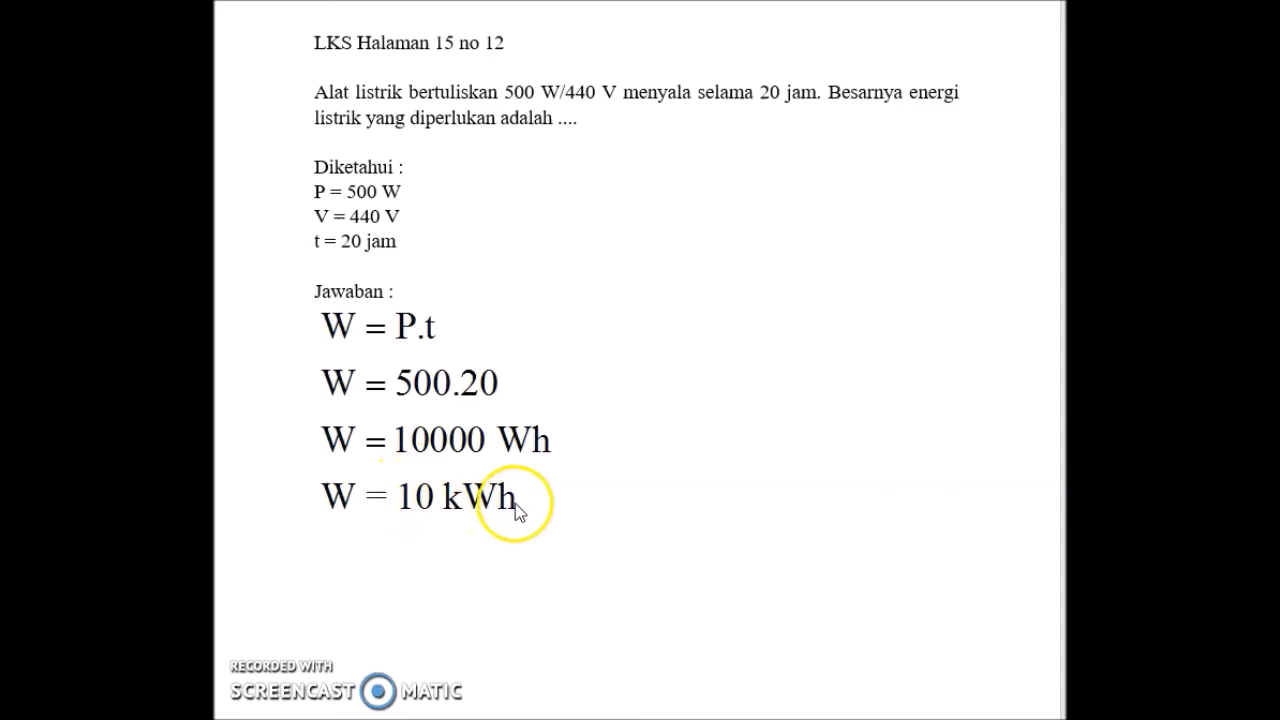 LKS Halaman 15 no 12
Alat listrik bertuliskan 500 W/440 V menyala selama 20 jam. Besarnya energi
listrik yang diperlukan adalah ....
Diketahui :
P = 500 W
V = 440 V
t = 20 jam
Jawaban :
W = P.t
W = 500.20
W = 10000 Wh
W = 10 kWh
RECORDED WITH
SCREENCAST MATIC